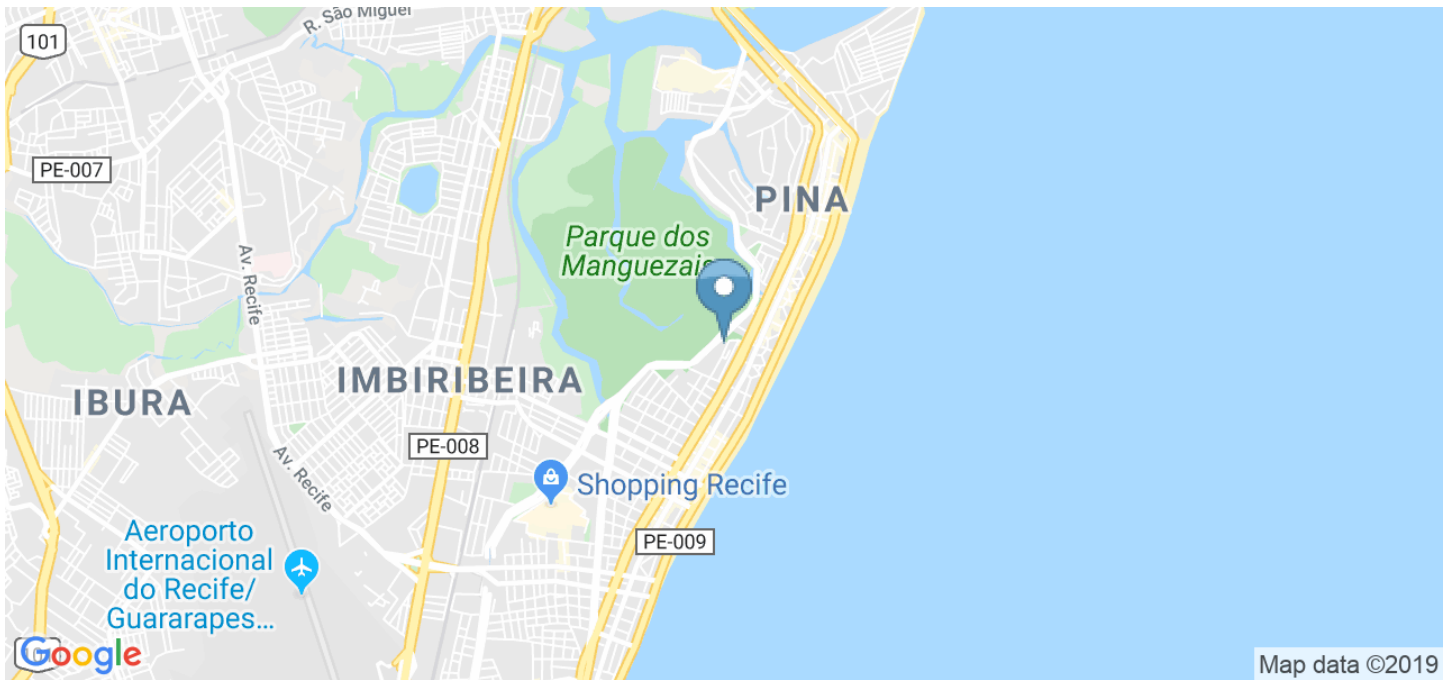 R. São Miguel
101
PE-007
PINA
Parque dos
Manguezais
Av. Recife
IMBIRIBEIRA
IBURA
PE-008
Av. Recife
Shopping Recife
Aeroporto
Internacional
do Recife/
Guararapes...
PE-009
Google
Map data ©2019